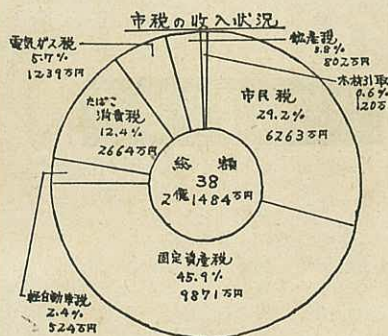 市税の収入状況
電気ガス税
5.7%
1239万円
鉱産税
3.8%
802万円
木材引取
0.6%
120万
市民税
29.2%
6263万円
たばこ
消費税
12.4%
2664万円
総額
38
2億1484万円
固定資産税
45.9%
9871万円
軽自動車税
2.4%
524万円